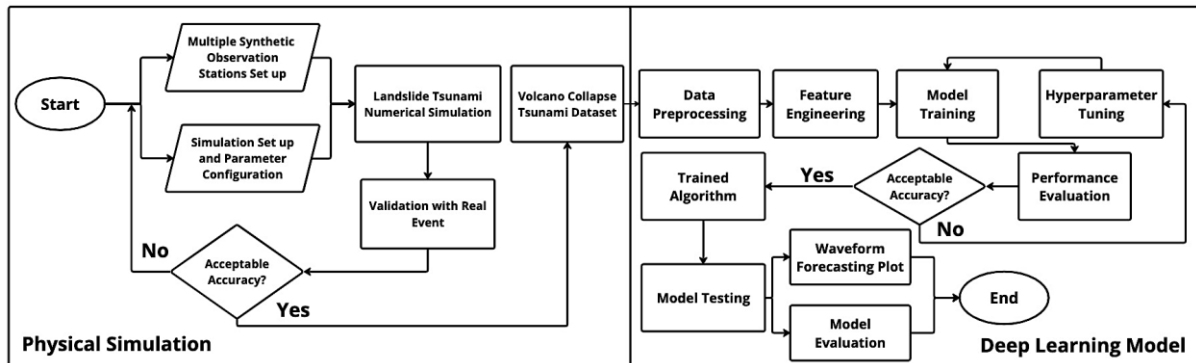 Start
Multiple Synthetic
Observation
Stations Set up
Simulation Set up
and Parameter
Configuration
Landslide Tsunami
Numerical Simulation
Validation with Real
Event
Acceptable
Accuracy?
No
Yes
Volcano Collapse
Tsunami Dataset
Physical Simulation
Data
Preprocessing
Feature
Engineering
Model
Training
Hyperparameter
Tuning
Performance
Evaluation
Acceptable
Accuracy?
Yes
No
Trained
Algorithm
Model Testing
Waveform
Forecasting Plot
Model
Evaluation
End
Deep Learning Model